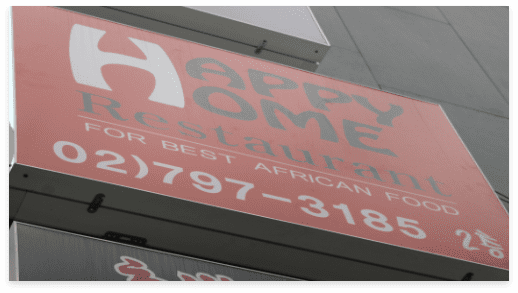 HAPPY
HOME
Restaurant
FOR BEST AFRICAN FOOD
02)797-3185
2층